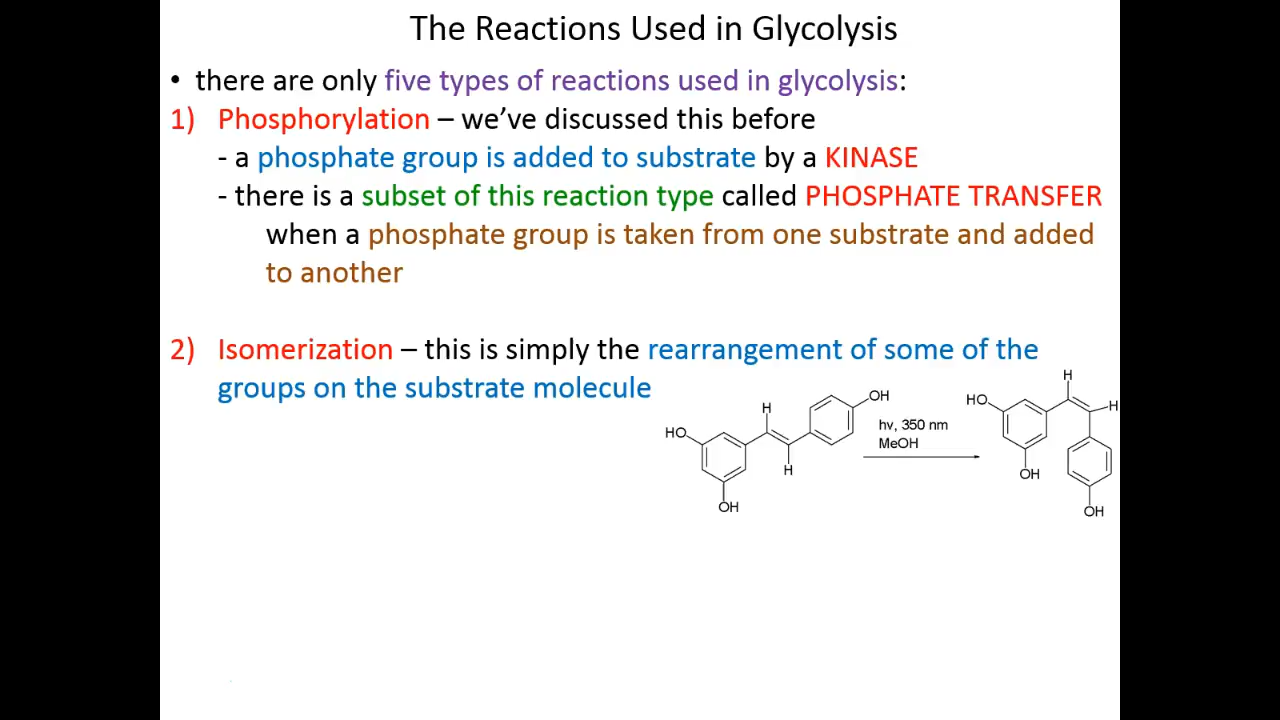 The Reactions Used in Glycolysis
• there are only five types of reactions used in glycolysis:
1) Phosphorylation – we've discussed this before
- a phosphate group is added to substrate by a KINASE
- there is a subset of this reaction type called PHOSPHATE TRANSFER
when a phosphate group is taken from one substrate and added
to another
2) Isomerization – this is simply the rearrangement of some of the
groups on the substrate molecule
HO
H
OH
H
OH
hv, 350 nm
MeOH
HO
H
H
OH
OH